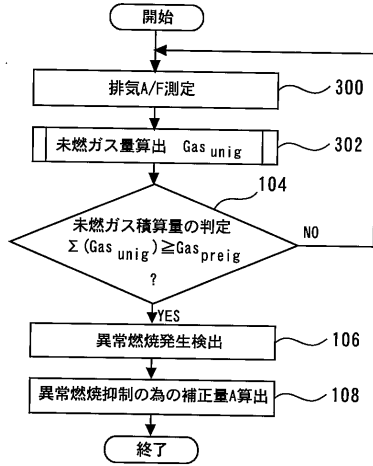 開始
排気A/F測定
300
未燃ガス量算出 Gas unig
302
104
未燃ガス積算量の判定
Σ(Gas unig)≧Gas preig
?
NO
YES
異常燃焼発生検出
106
異常燃焼抑制の為の補正量A算出
108
終了